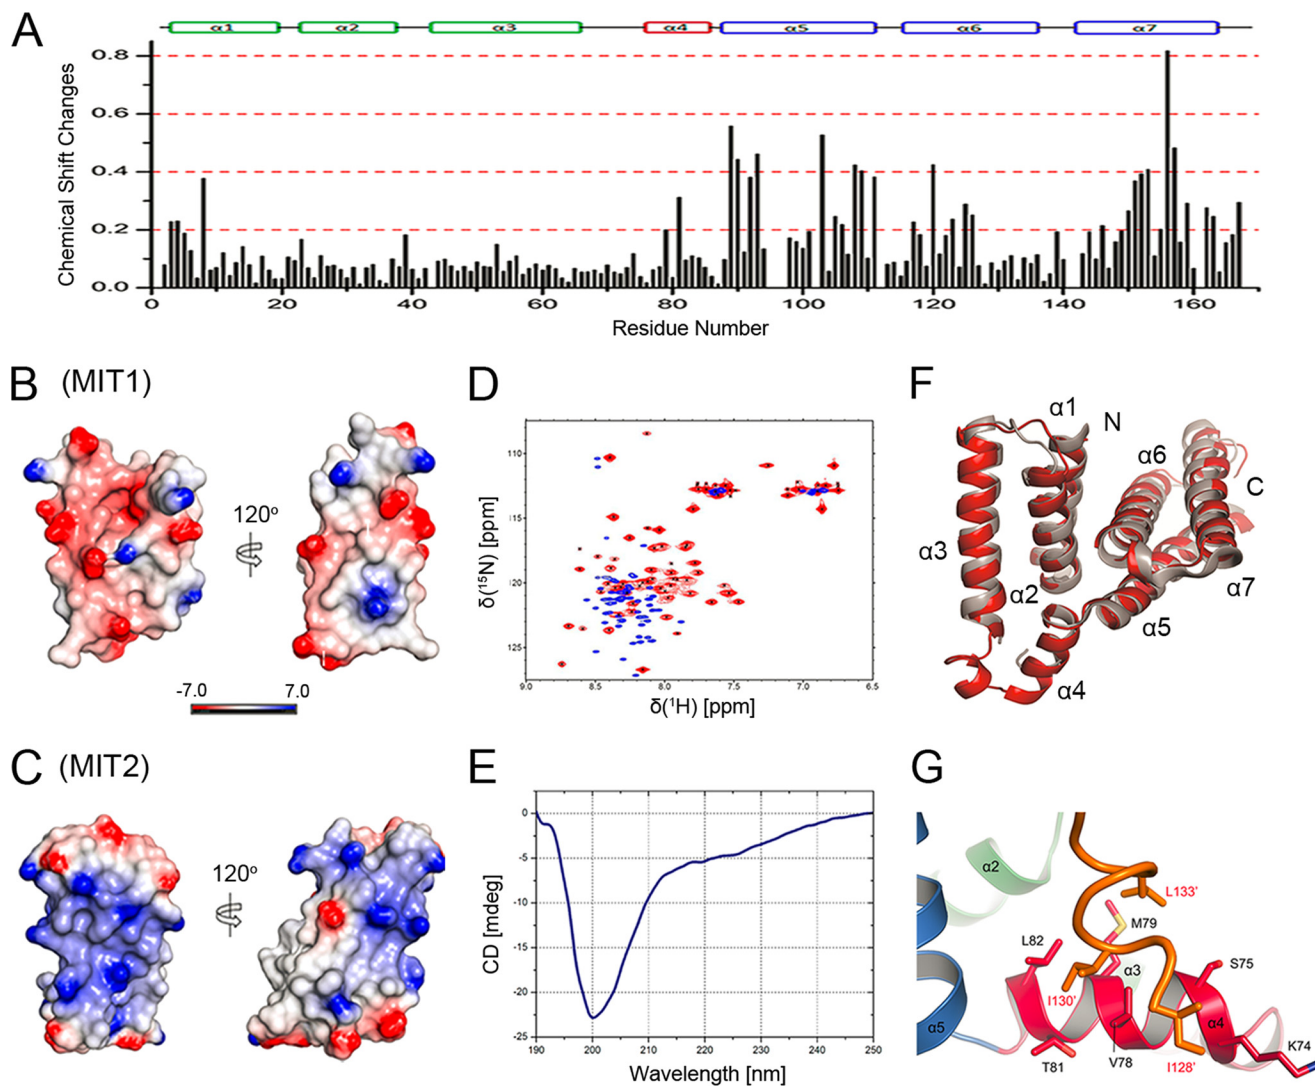 A
α1 α2 α3 α4 α5 α6 α7
Chemical Shift Changes
0.8
0.6
0.4
0.2
0.0
0 20 40 60 80 100 120 140 160
Residue Number
B (MIT1)
120°
-7.0 7.0
C (MIT2)
120°
D
δ(¹⁵N) [ppm]
110
115
120
125
9.0 8.5 8.0 7.5 7.0 6.5
δ(¹H) [ppm]
E
CD [mdeg]
0
-5
-10
-15
-20
-25
190 200 210 220 230 240 250
Wavelength [nm]
F
α1 N
α6
C
α3
α2
α7
α5
α4
G
α2
L133'
M79
L82
α3
S75
I130'
α5
α4
K74
T81
V78
I128'